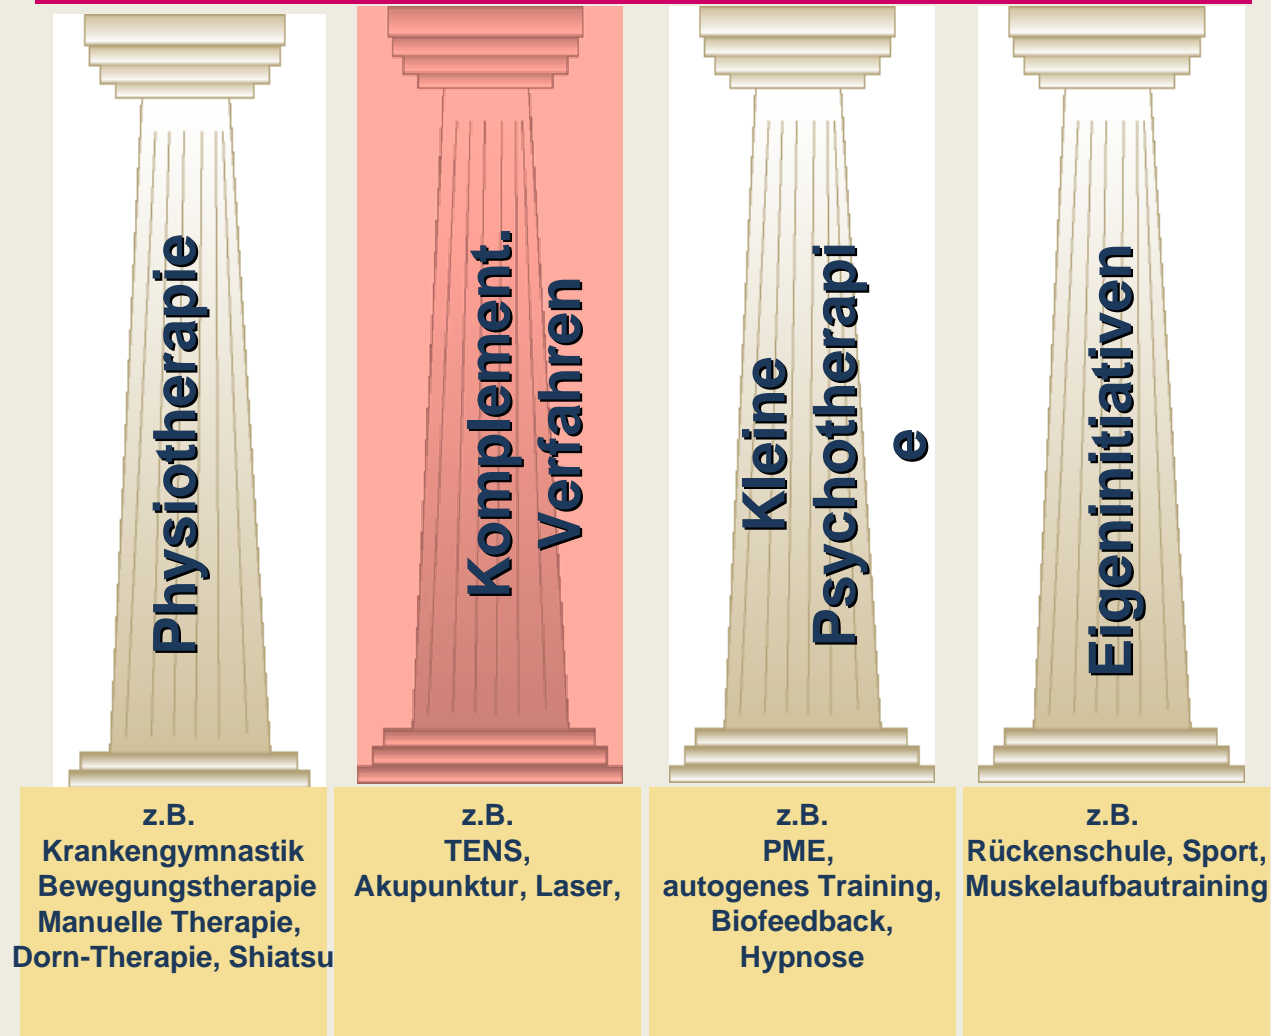 Physiotherapie
Komplement.
Verfahren
Kleine
Psychotherapi
e
Eigeninitiativen
z.B.
Krankengymnastik
Bewegungstherapie
Manuelle Therapie,
Dorn-Therapie, Shiatsu
z.B.
TENS,
Akupunktur, Laser,
z.B.
PME,
autogenes Training,
Biofeedback,
Hypnose
z.B.
Rückenschule, Sport,
Muskelaufbautraining